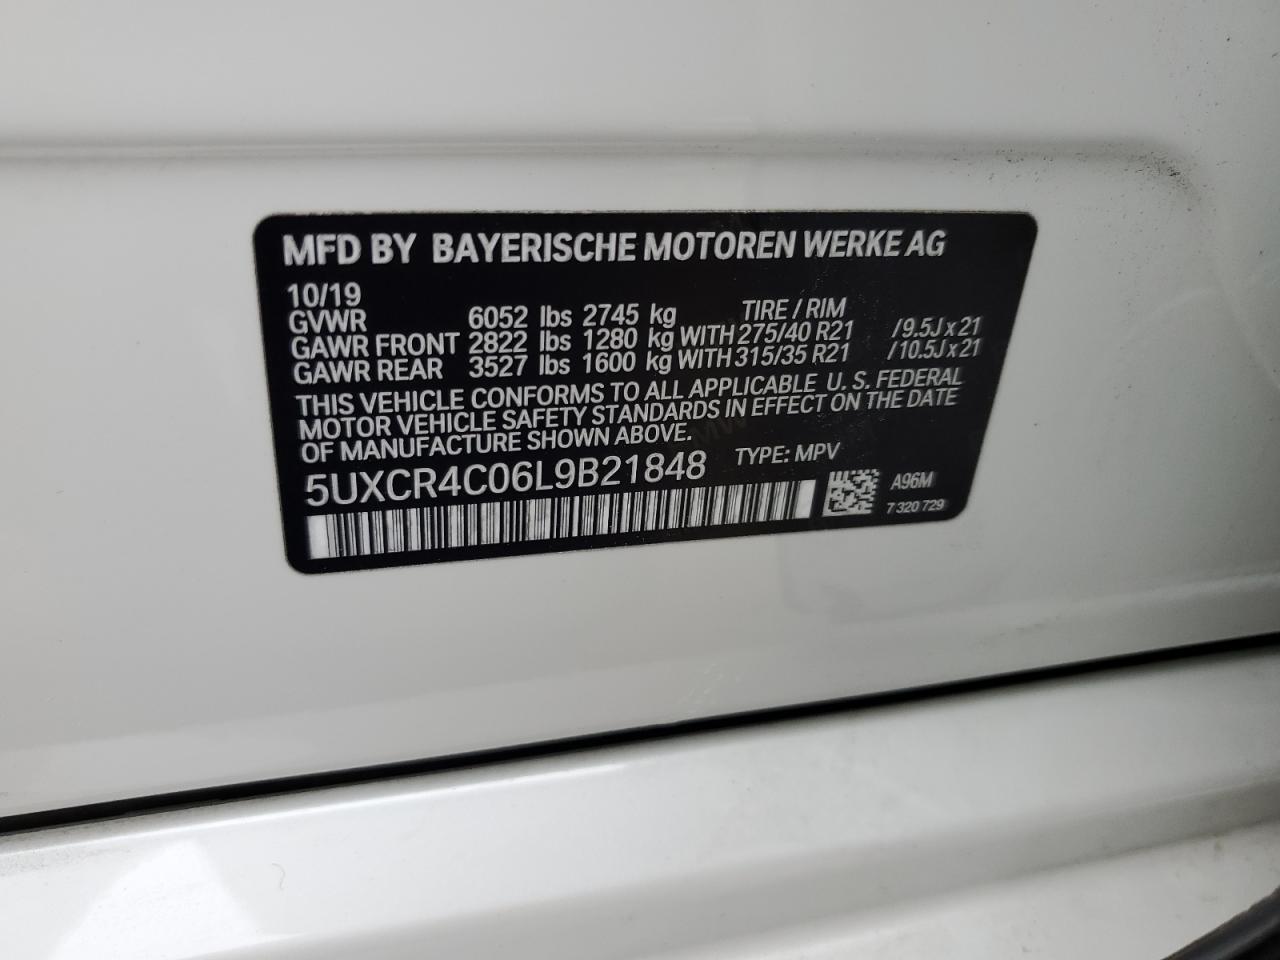 MFD BY BAYERISCHE MOTOREN WERKE AG
10/19
GVWR 6052 lbs 2745 kg TIRE / RIM
GAWR FRONT 2822 lbs 1280 kg WITH 275/40 R21 /9.5J x 21
GAWR REAR 3527 lbs 1600 kg WITH 315/35 R21 /10.5J x 21
THIS VEHICLE CONFORMS TO ALL APPLICABLE U. S. FEDERAL
MOTOR VEHICLE SAFETY STANDARDS IN EFFECT ON THE DATE
OF MANUFACTURE SHOWN ABOVE.
5UXCR4C06L9B21848 TYPE: MPV
A96M
7 320 729